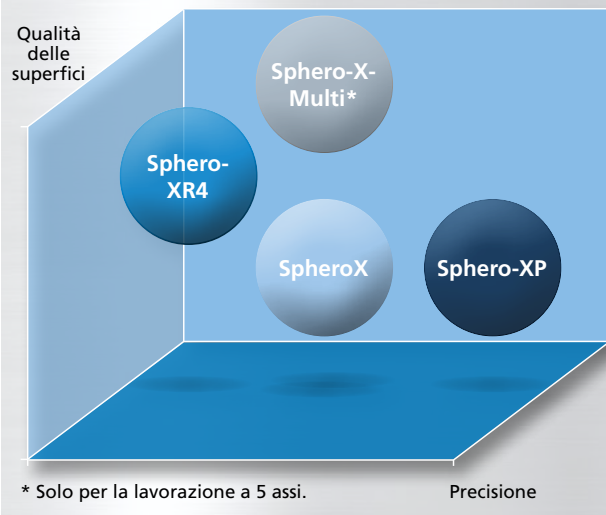 Qualità
delle
superfici
Sphero-X-
Multi*
Sphero-
XR4
SpheroX
Sphero-XP
* Solo per la lavorazione a 5 assi.
Precisione